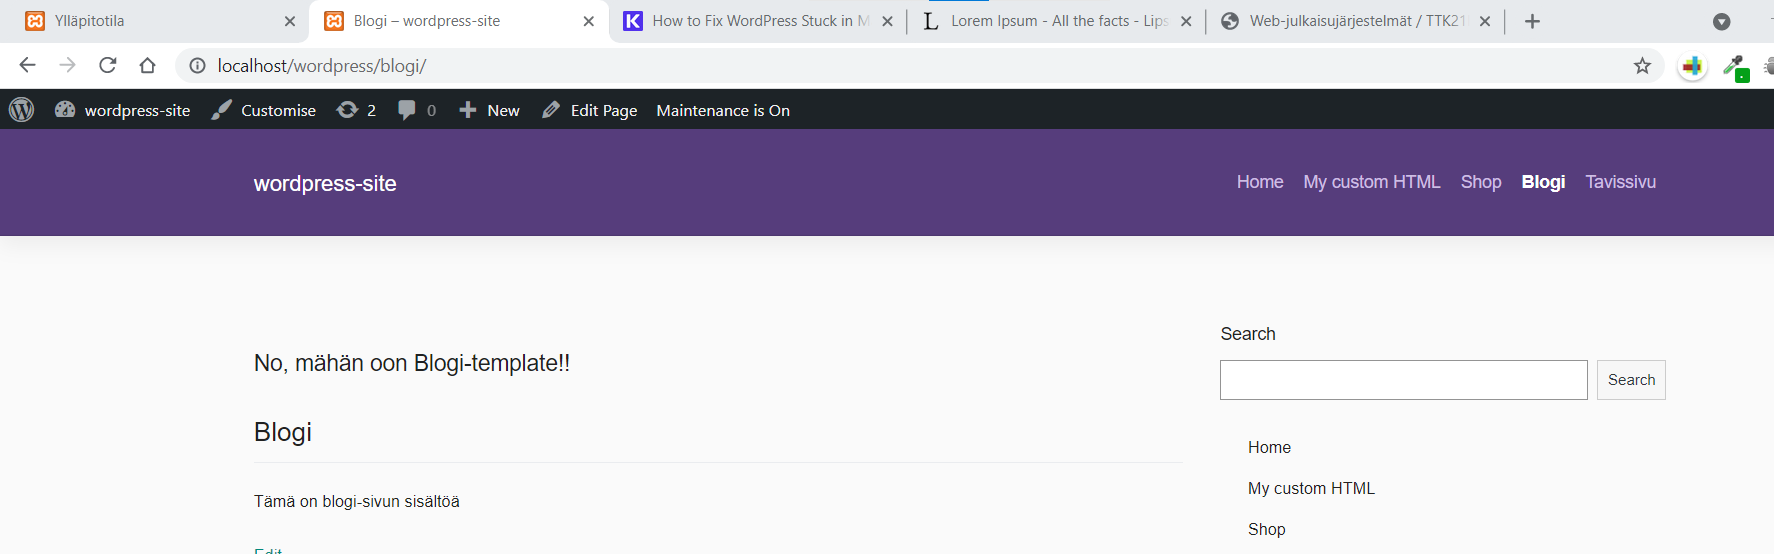 Ylläpitotila
Blogi – wordpress-site
How to Fix WordPress Stuck in M
Lorem Ipsum - All the facts - Lips
Web-julkaisujärjestelmät / TTK21
localhost/wordpress/blogi/
wordpress-site Customise 2 0 New Edit Page Maintenance is On
wordpress-site
Home My custom HTML Shop Blogi Tavissivu
Search
No, mähän oon Blogi-template!!
Search
Blogi
Home
My custom HTML
Tämä on blogi-sivun sisältöä
Shop
Edit